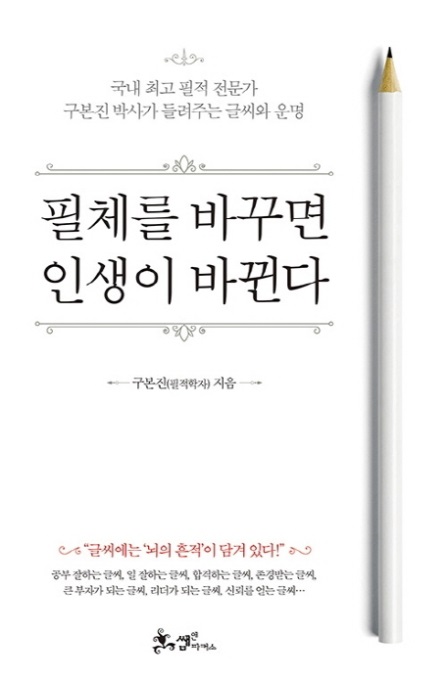 국내 최고 필적 전문가
구본진 박사가 들려주는 글씨와 운명
필체를 바꾸면
인생이 바뀐다
구본진(필적학자) 지음
“글씨에는 ‘뇌의 흔적’이 담겨 있다!”
공부 잘하는 글씨, 일 잘하는 글씨, 합격하는 글씨, 존경받는 글씨,
큰 부자가 되는 글씨, 리더가 되는 글씨, 신뢰를 얻는 글씨…
쌤앤파커스